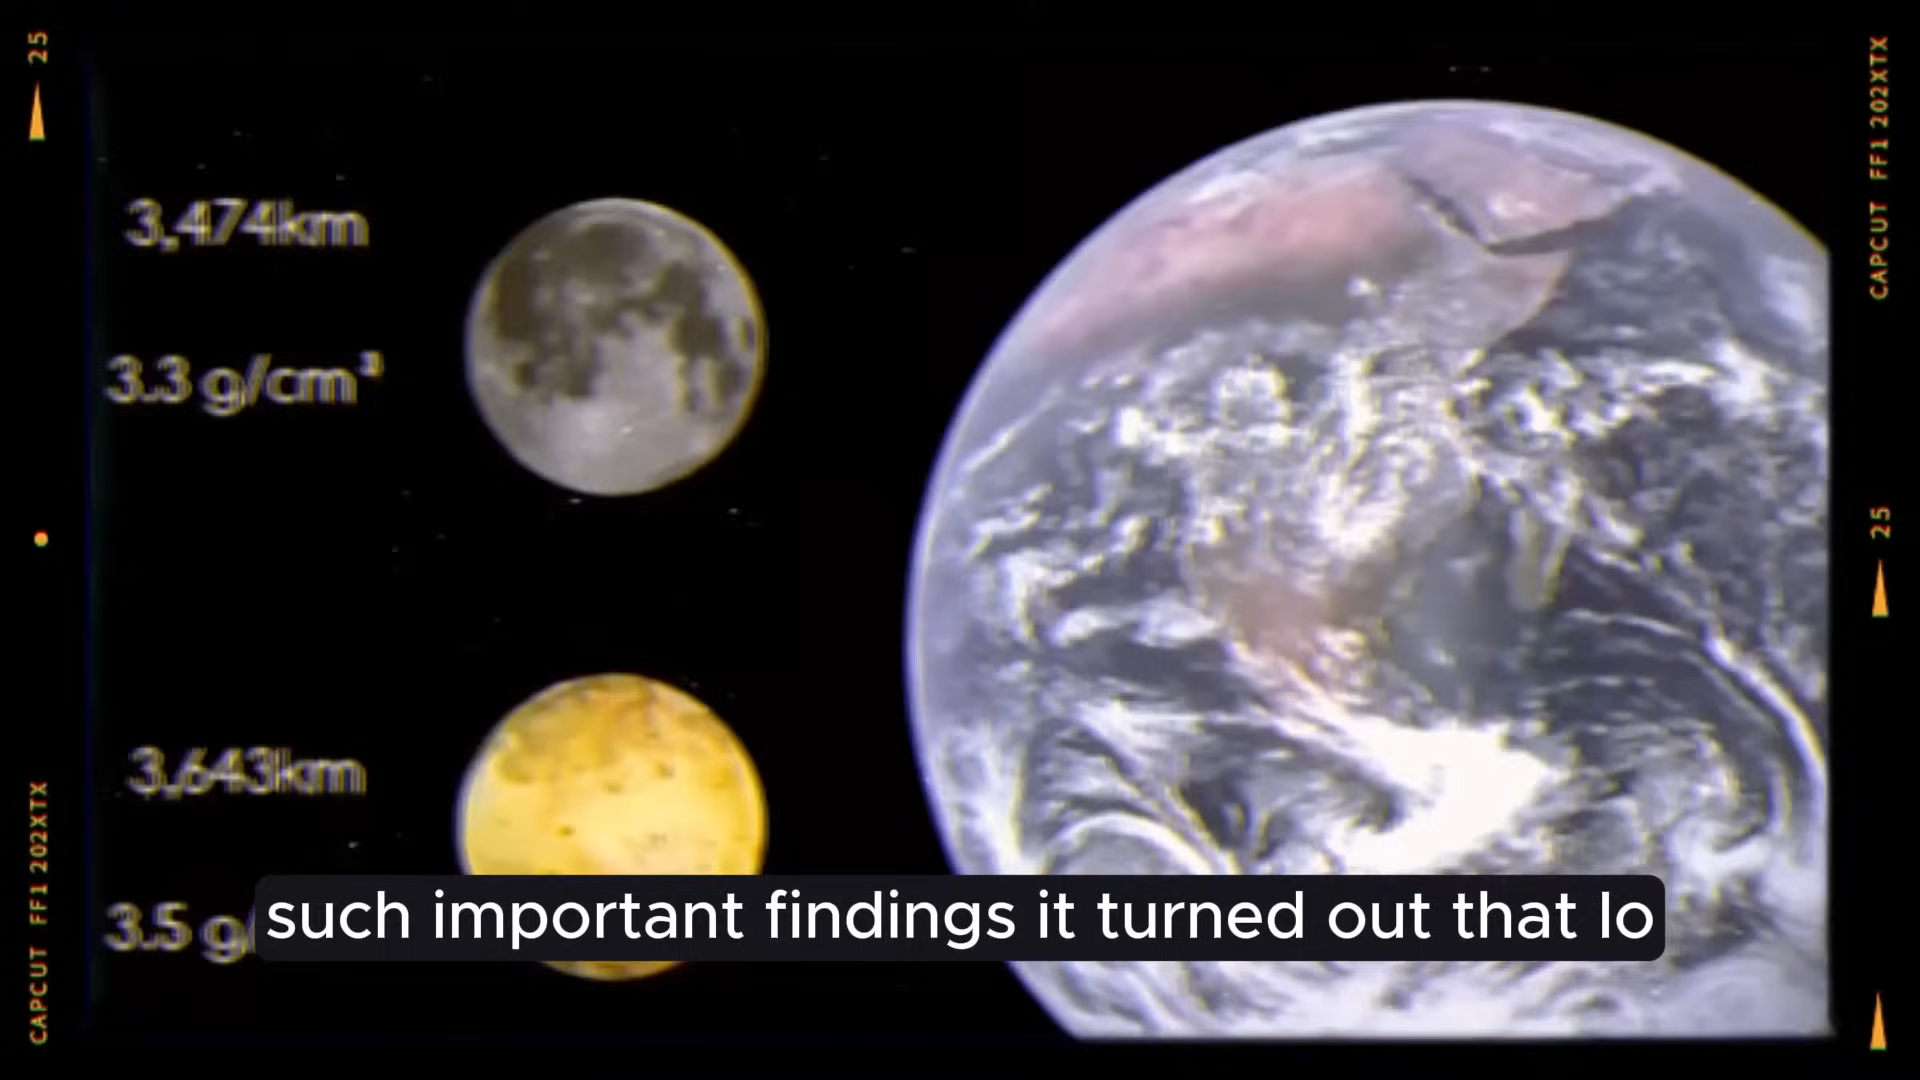 25
CAPCUT FF1 202XTX
3,474km
3.3 g/cm³
3,643km
3.5 g/
such important findings it turned out that Io
25
CAPCUT FF1 202XTX